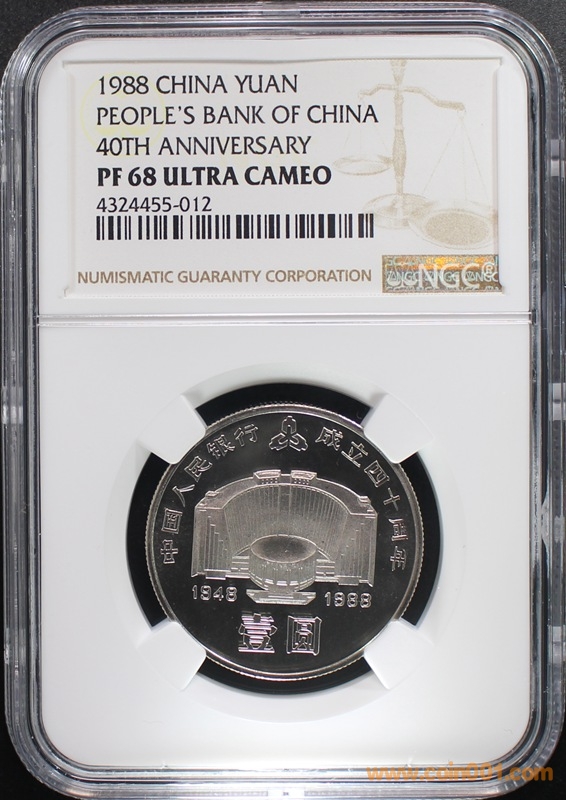 1988 CHINA YUAN
PEOPLE'S BANK OF CHINA
40TH ANNIVERSARY
PF 68 ULTRA CAMEO
4324455-012
NUMISMATIC GUARANTY CORPORATION
NGC®
中国人民银行 成立四十周年
1948 1988
壹圆
www.coin001.com